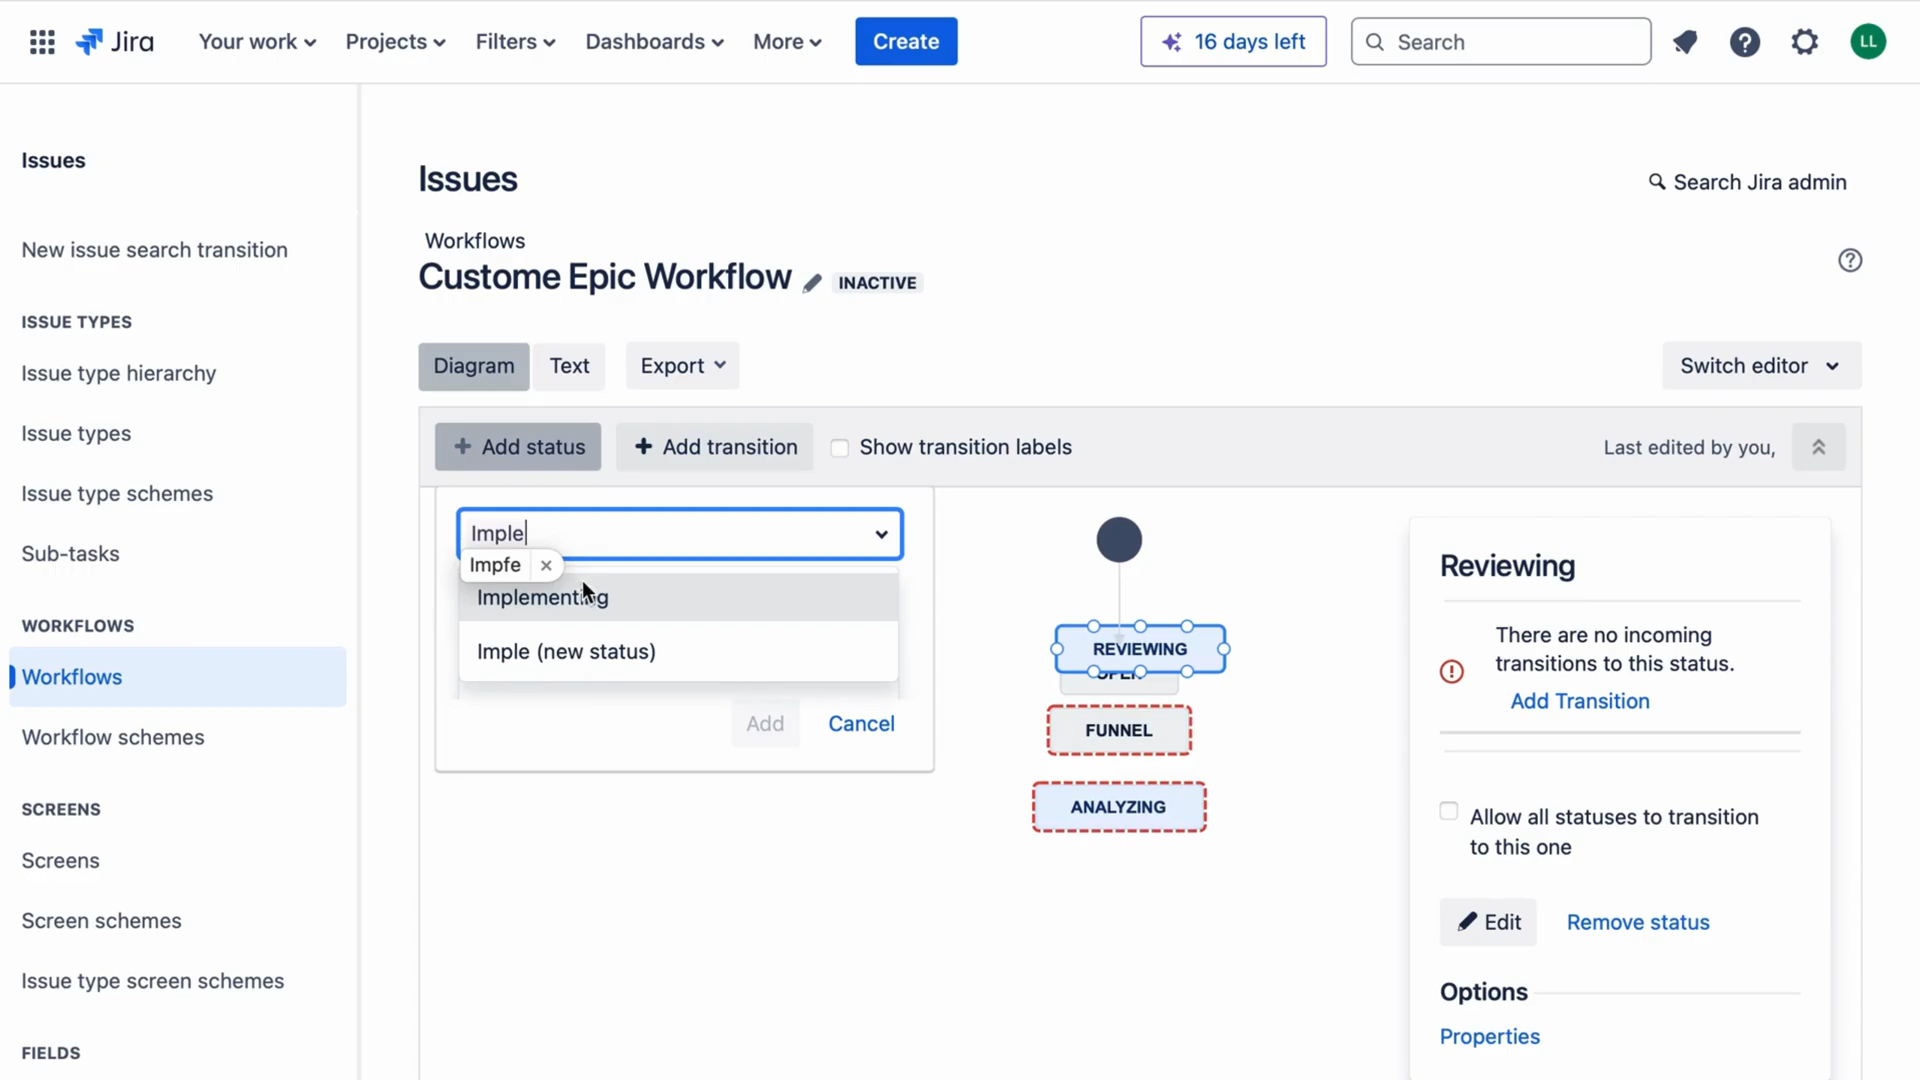 Jira
Your work
Projects
Filters
Dashboards
More
Create
16 days left
Search
LL
Issues
New issue search transition
ISSUE TYPES
Issue type hierarchy
Issue types
Issue type schemes
Sub-tasks
WORKFLOWS
Workflows
Workflow schemes
SCREENS
Screens
Screen schemes
Issue type screen schemes
FIELDS
Issues
Search Jira admin
Workflows
Custome Epic Workflow
INACTIVE
Diagram
Text
Export
Switch editor
Add status
Add transition
Show transition labels
Last edited by you,
Imple
Impfe
Implementing
Imple (new status)
Add
Cancel
REVIEWING
OPEN
FUNNEL
ANALYZING
Reviewing
There are no incoming
transitions to this status.
Add Transition
Allow all statuses to transition
to this one
Edit
Remove status
Options
Properties